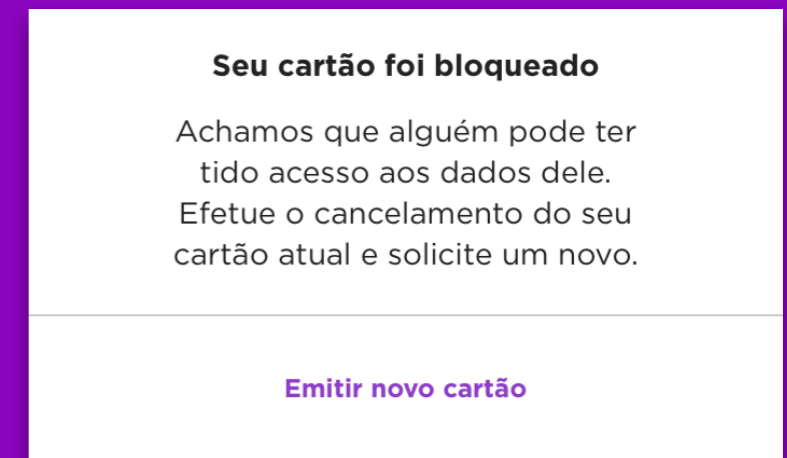 Seu cartão foi bloqueado
Achamos que alguém pode ter
tido acesso aos dados dele.
Efetue o cancelamento do seu
cartão atual e solicite um novo.
Emitir novo cartão